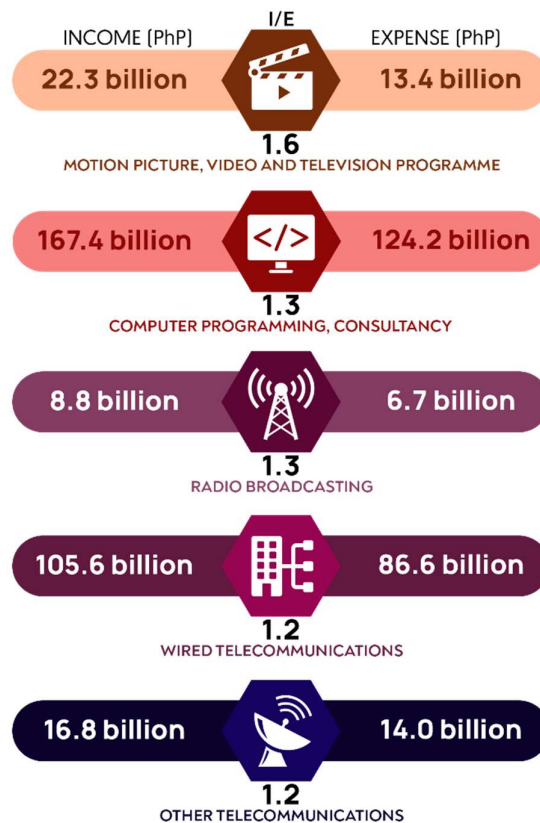 I/E
INCOME (PhP) EXPENSE (PhP)
22.3 billion 13.4 billion
1.6
MOTION PICTURE, VIDEO AND TELEVISION PROGRAMME
167.4 billion </> 124.2 billion
1.3
COMPUTER PROGRAMMING, CONSULTANCY
8.8 billion 6.7 billion
1.3
RADIO BROADCASTING
105.6 billion 86.6 billion
1.2
WIRED TELECOMMUNICATIONS
16.8 billion 14.0 billion
1.2
OTHER TELECOMMUNICATIONS